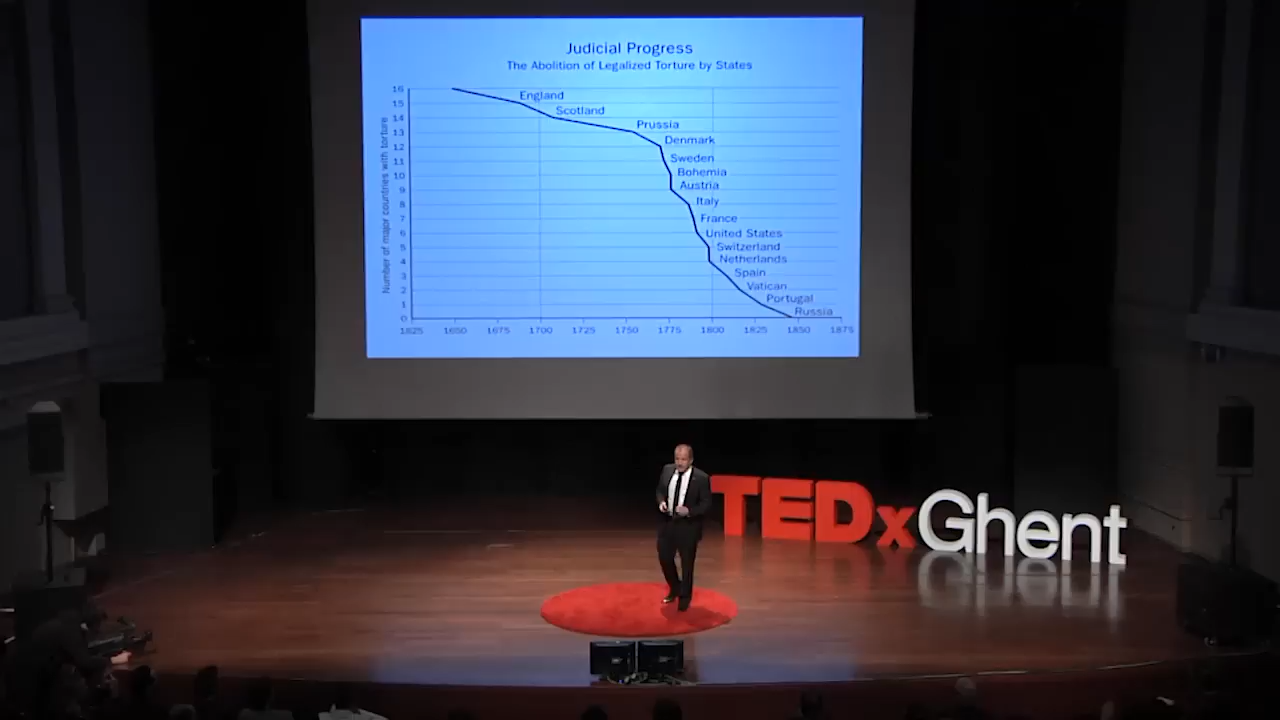 Judicial Progress
The Abolition of Legalized Torture by States
Number of major countries with torture
16
15
14
13
12
11
10
9
8
7
6
5
4
3
2
1
0
England
Scotland
Prussia
Denmark
Sweden
Bohemia
Austria
Italy
France
United States
Switzerland
Netherlands
Spain
Vatican
Portugal
Russia
1625 1650 1675 1700 1725 1750 1775 1800 1825 1850 1875
TEDxGhent